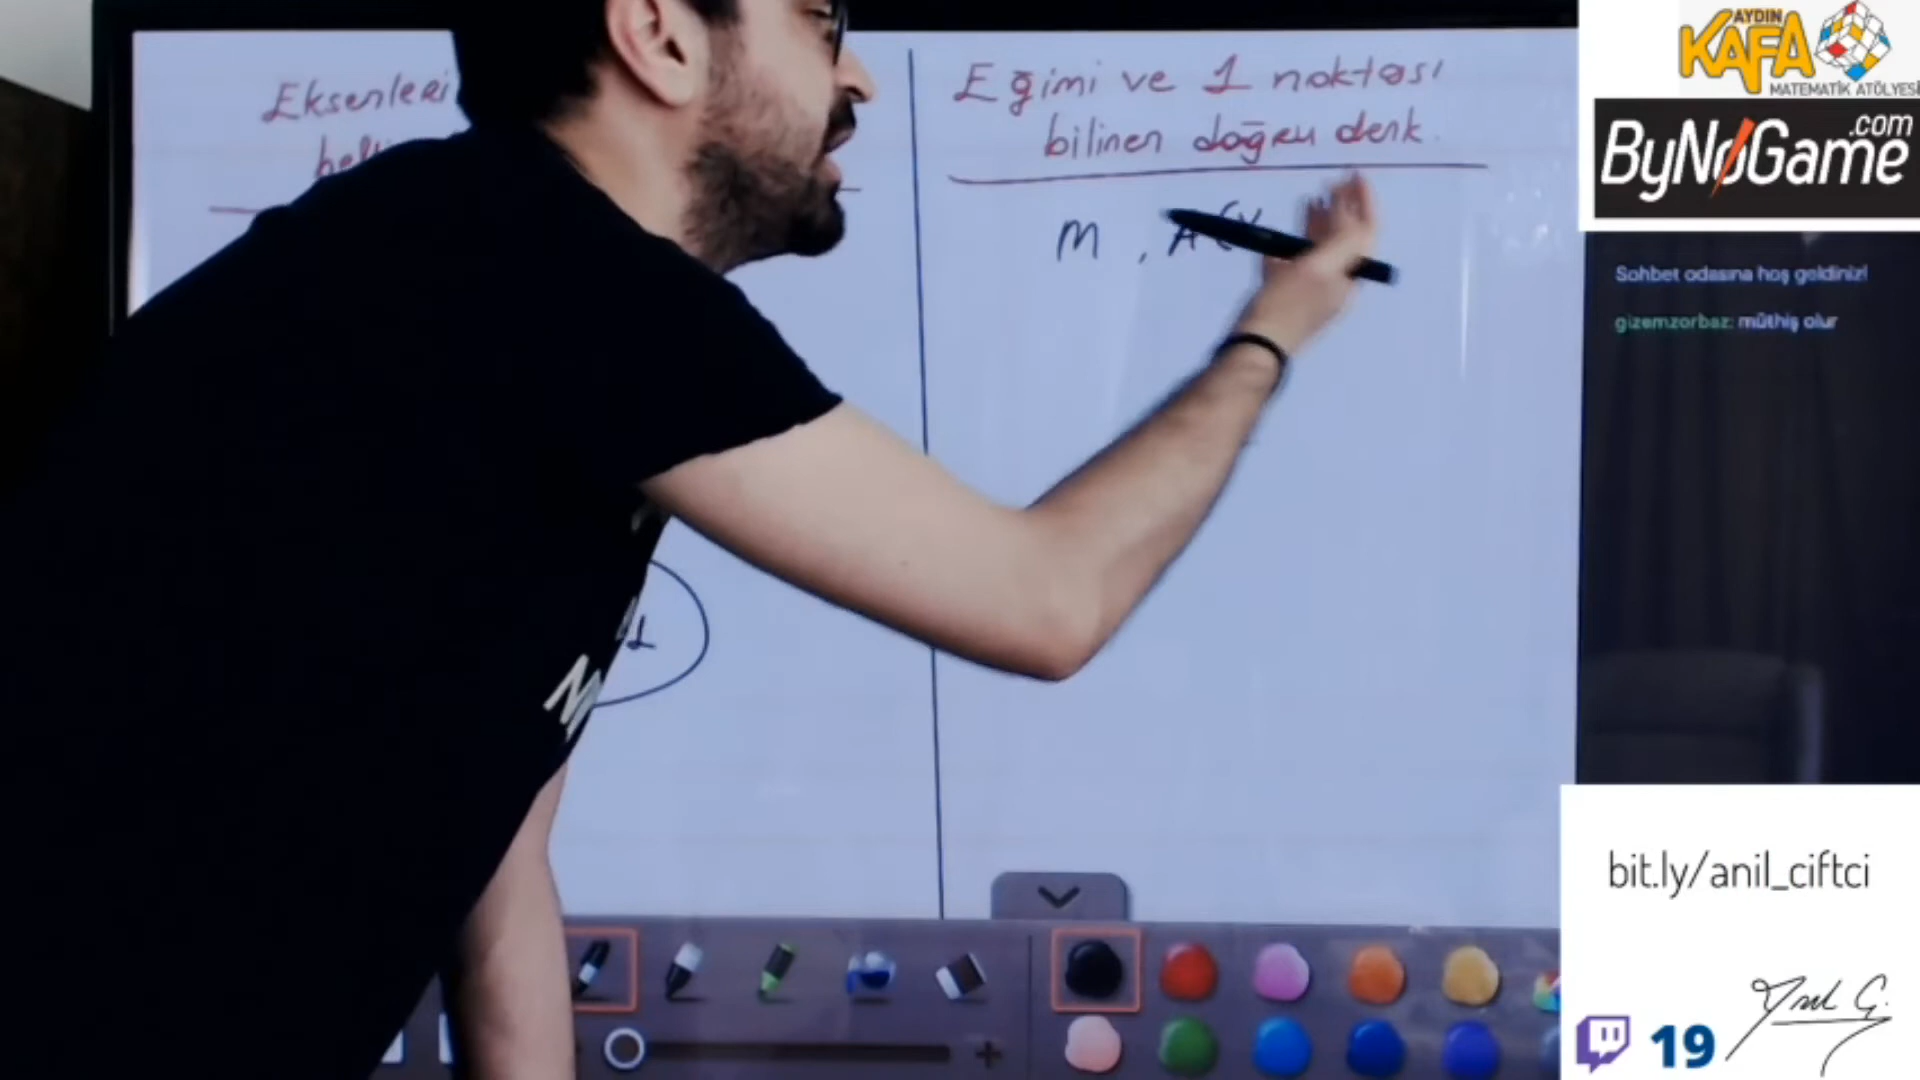 Eksenleri
Eğimi ve 1 noktası
bilinen doğru denk.
m , A(x
AYDIN
KAFA
MATEMATİK ATÖLYESİ
ByNoGame
.com
Sohbet odasına hoş geldiniz!
gizemzorbaz: müthiş olur
bit.ly/anil_ciftci
19